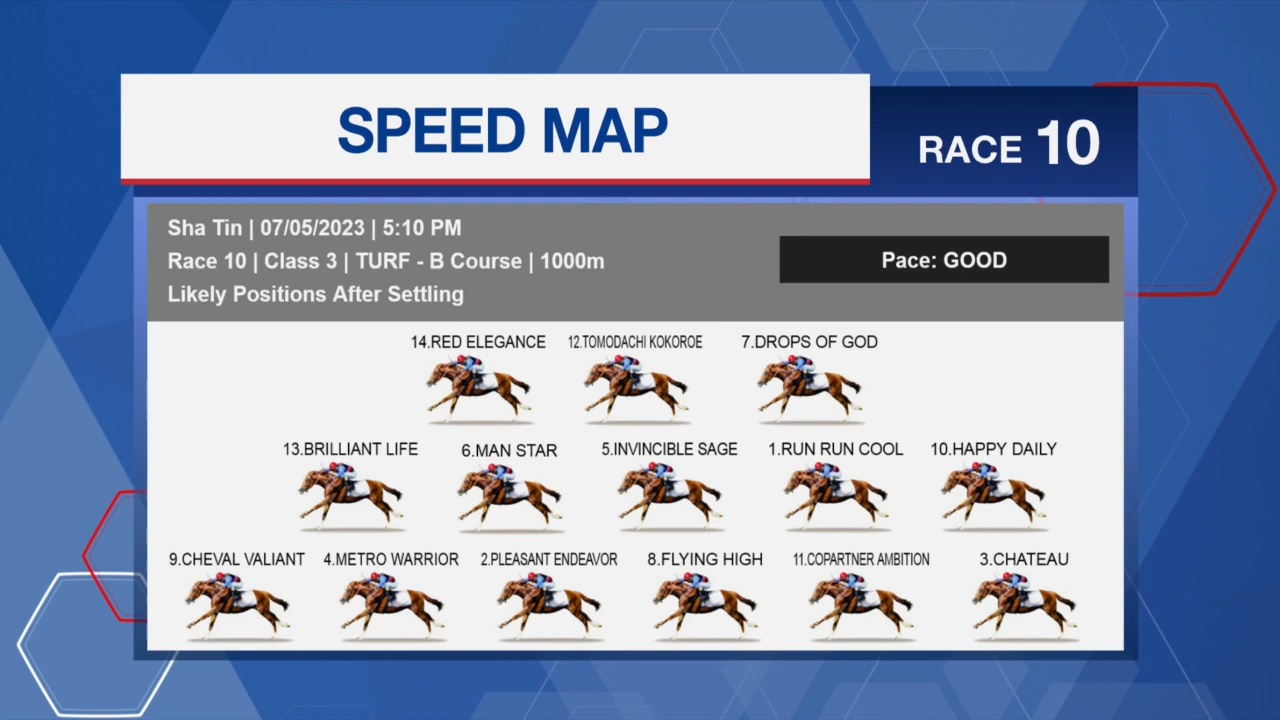 SPEED MAP
RACE 10
Sha Tin | 07/05/2023 | 5:10 PM
Race 10 | Class 3 | TURF - B Course | 1000m
Likely Positions After Settling
Pace: GOOD
14.RED ELEGANCE 12.TOMODACHI KOKOROE 7.DROPS OF GOD
13.BRILLIANT LIFE 6.MAN STAR 5.INVINCIBLE SAGE 1.RUN RUN COOL 10.HAPPY DAILY
9.CHEVAL VALIANT 4.METRO WARRIOR 2.PLEASANT ENDEAVOR 8.FLYING HIGH 11.COPARTNER AMBITION 3.CHATEAU